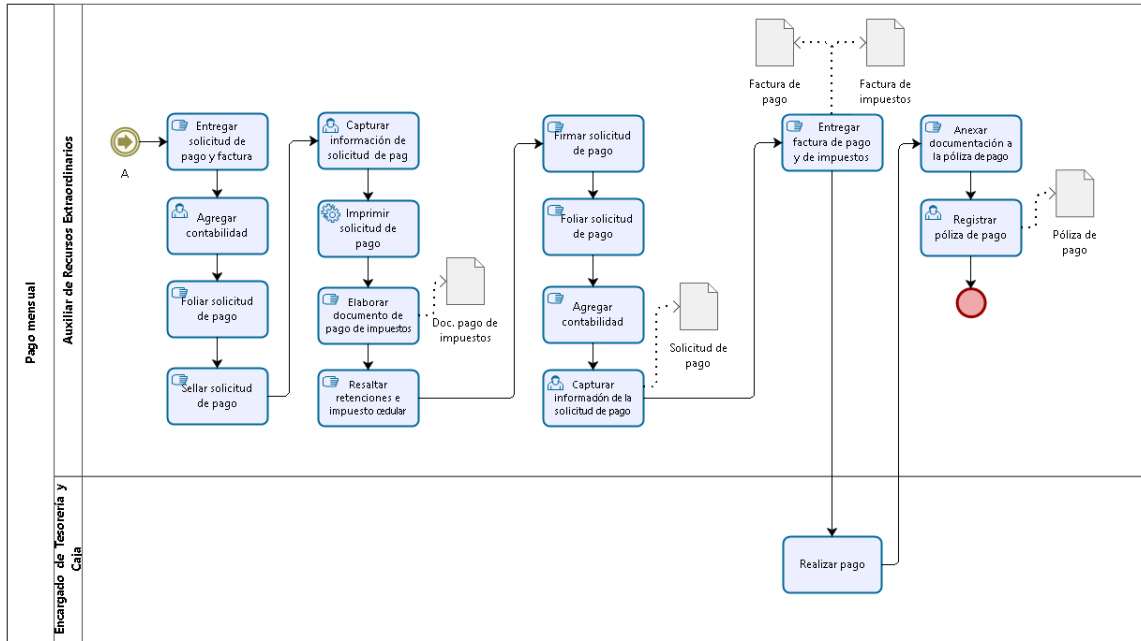 Pago mensual
Auxiliar de Recursos Extraordinarios
A
Entregar
solicitud de
pago y factura
Agregar
contabilidad
Foliar solicitud
de pago
Sellar solicitud
de pago
Capturar
información de
solicitud de pag
Imprimir
solicitud de
pago
Elaborar
documento de
pago de impuestos
Doc. pago de
impuestos
Resaltar
retenciones e
impuesto cedular
Firmar solicitud
de pago
Foliar solicitud
de pago
Agregar
contabilidad
Capturar
información de la
solicitud de pago
Solicitud de
pago
Factura de
pago
Factura de
impuestos
Entregar
factura de pago
y de impuestos
Anexar
documentación a
la póliza de pago
Registrar
póliza de pago
Póliza de
pago
Encargado de Tesorería y
Caja
Realizar pago